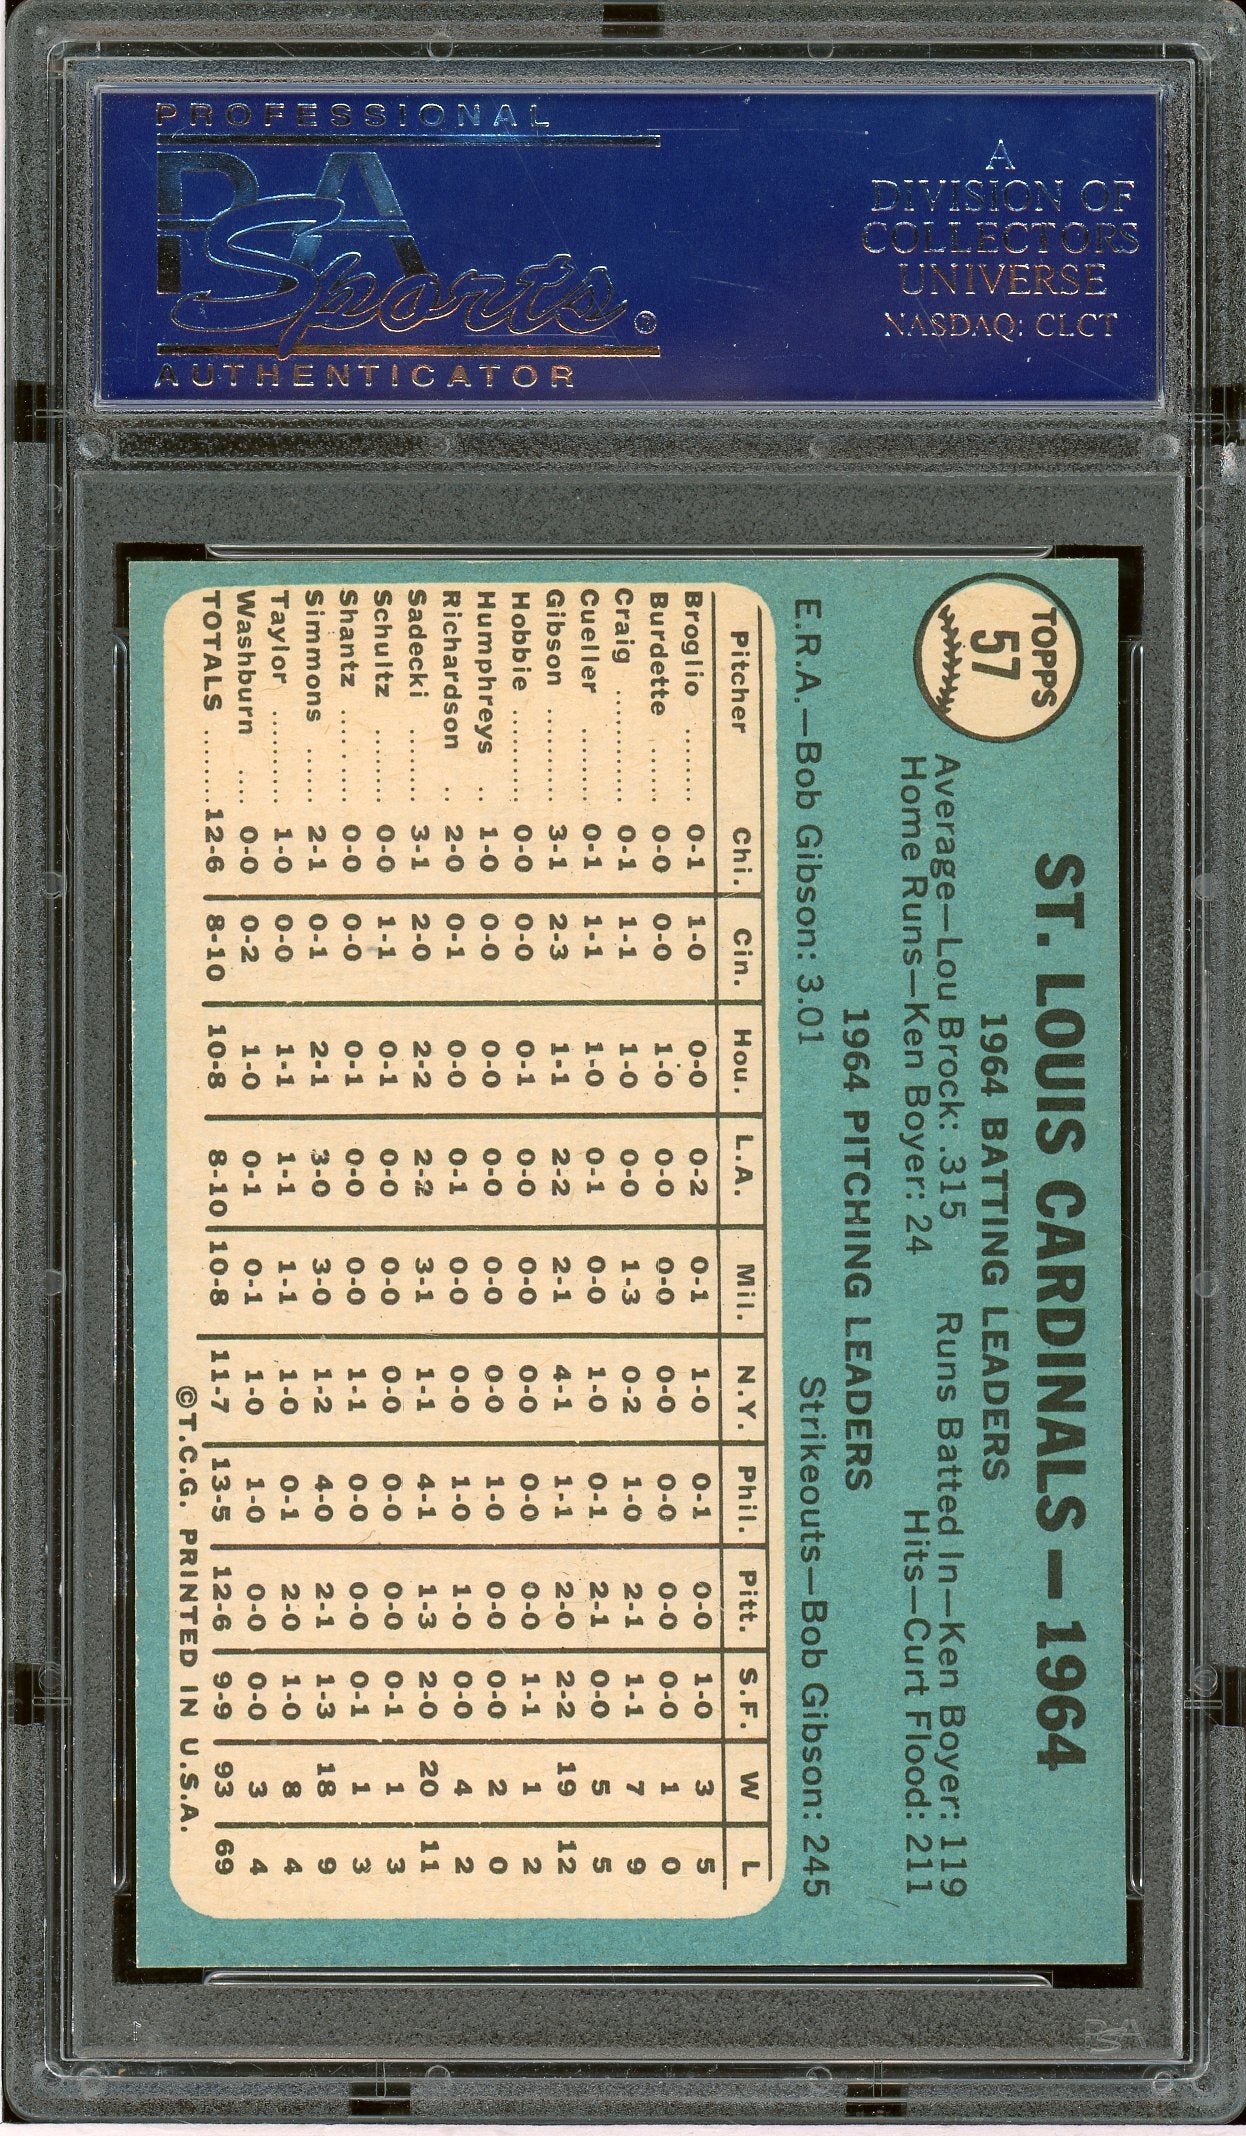 PROFESSIONAL
PSA
Sports®
AUTHENTICATOR
A
DIVISION OF
COLLECTORS
UNIVERSE
NASDAQ: CLCT
TOPPS
57
ST. LOUIS CARDINALS — 1964
1964 BATTING LEADERS
Average—Lou Brock: .315 Runs Batted In—Ken Boyer: 119
Home Runs—Ken Boyer: 24 Hits—Curt Flood: 211
1964 PITCHING LEADERS
E.R.A.—Bob Gibson: 3.01 Strikeouts—Bob Gibson: 245
Pitcher Chi. Cin. Hou. L.A. Mil. N.Y. Phil. Pitt. S.F. W L
Broglio ........ 0-1 1-0 0-0 0-2 0-1 1-0 0-1 0-0 1-0 3 5
Burdette ...... 0-0 0-0 1-0 0-0 0-0 0-0 0-0 0-0 0-0 1 0
Craig ............ 0-1 1-1 1-0 0-0 1-3 0-2 1-0 2-1 1-1 7 9
Cueller ........ 0-1 1-1 1-0 0-1 0-0 1-0 0-1 2-1 0-0 5 5
Gibson .......... 3-1 2-3 1-1 2-2 2-1 4-1 1-1 2-0 2-2 19 12
Hobbie .......... 0-0 0-0 0-1 0-0 0-0 0-0 0-0 0-0 1-1 1 2
Humphreys .. 1-0 0-0 0-0 0-0 0-0 0-0 1-0 0-0 0-0 2 0
Richardson .. 2-0 0-1 0-0 0-1 0-0 0-0 1-0 1-0 0-0 4 2
Sadecki ........ 3-1 2-0 2-2 2-2 3-1 1-1 4-1 1-3 2-0 20 11
Schultz ........ 0-0 1-1 0-1 0-0 0-0 0-0 0-0 0-0 0-1 1 3
Shantz .......... 0-0 0-0 0-1 0-0 0-0 1-1 0-0 0-0 0-1 1 3
Simmons ...... 2-1 0-1 2-1 3-0 3-0 1-2 4-0 2-1 1-3 18 9
Taylor .......... 1-0 0-0 1-1 1-1 1-1 1-0 0-1 2-0 1-0 8 4
Washburn .... 0-0 0-2 1-0 0-1 0-1 1-0 1-0 0-0 0-0 3 4
TOTALS ........ 12-6 8-10 10-8 8-10 10-8 11-7 13-5 12-6 9-9 93 69
©T.C.G. PRINTED IN U.S.A.
PSA